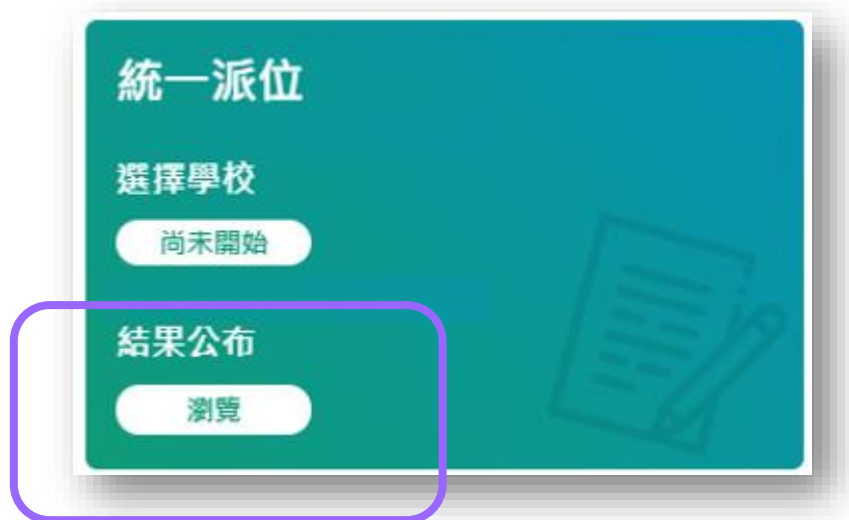 統一派位
選擇學校
尚未開始
結果公布
瀏覽